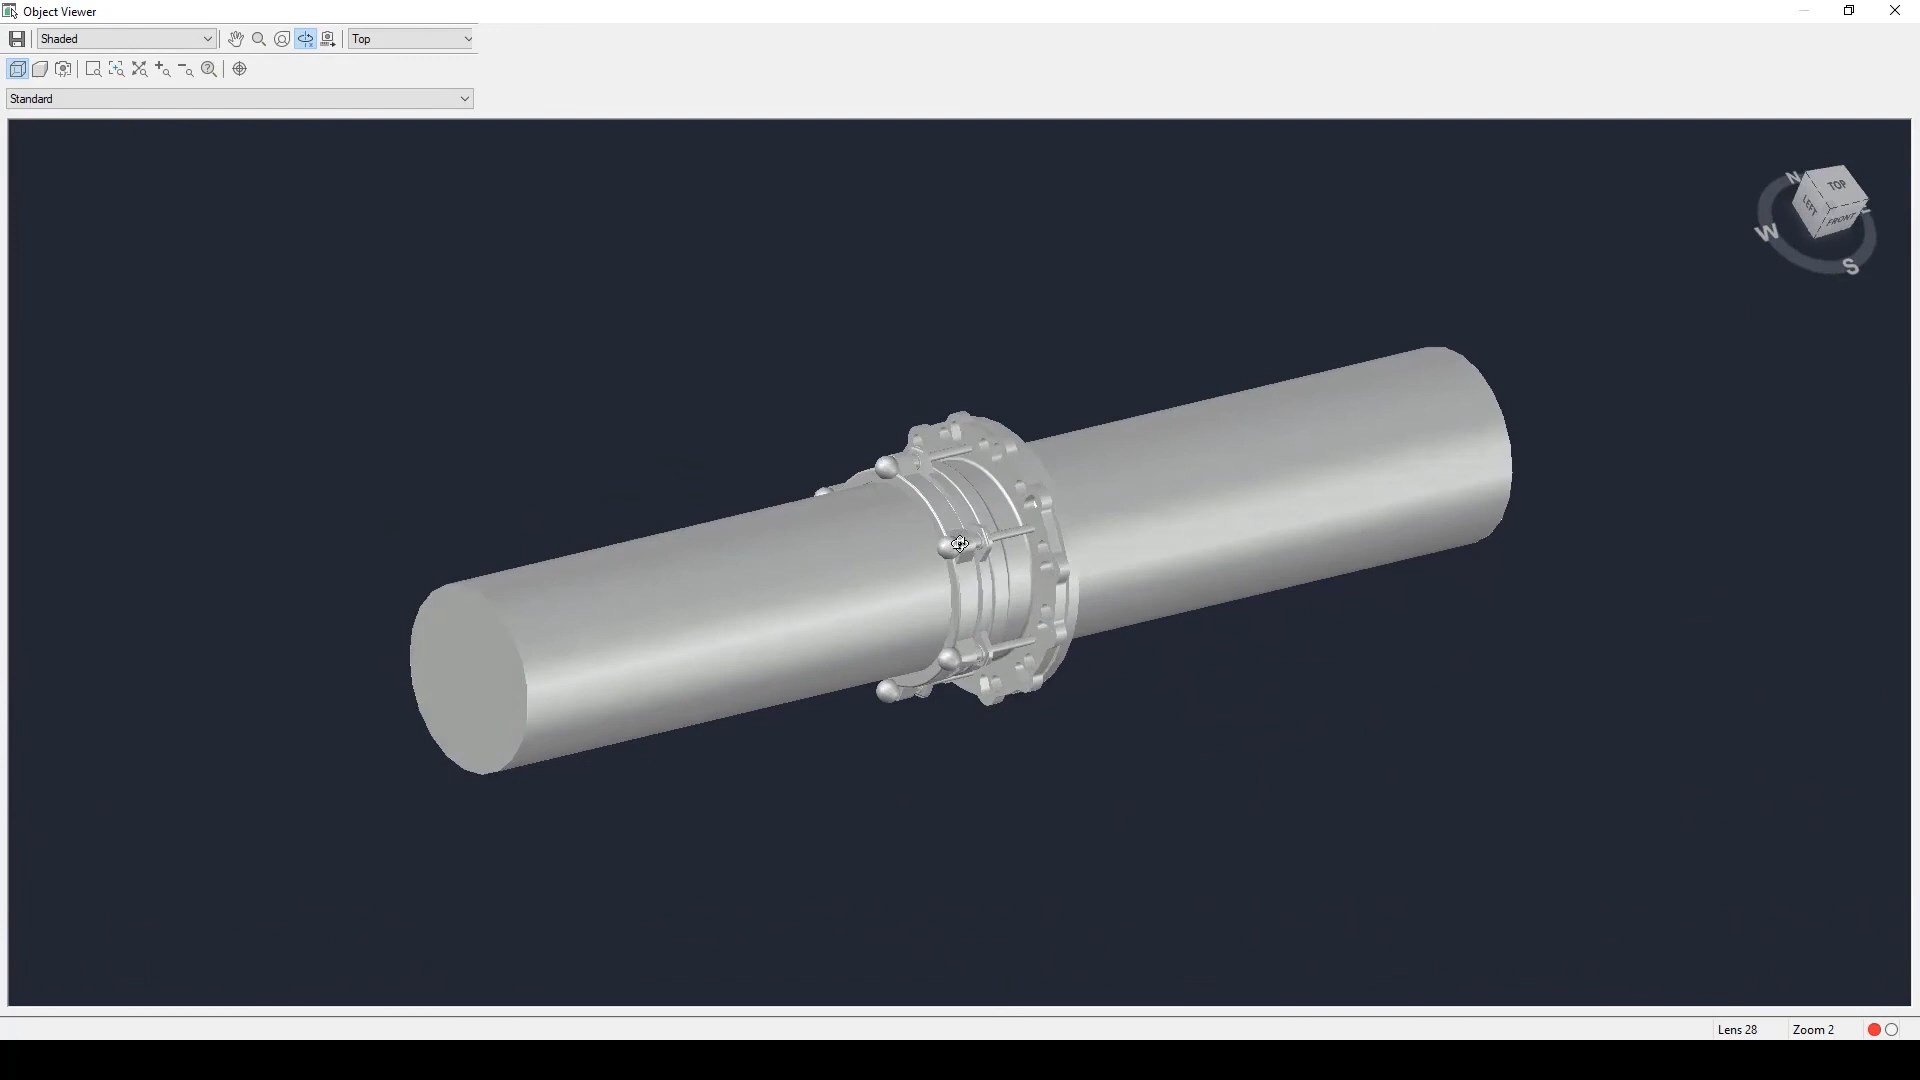 Object Viewer
Shaded
Top
Standard
N
TOP
LEFT
FRONT
E
W
S
Lens 28
Zoom 2